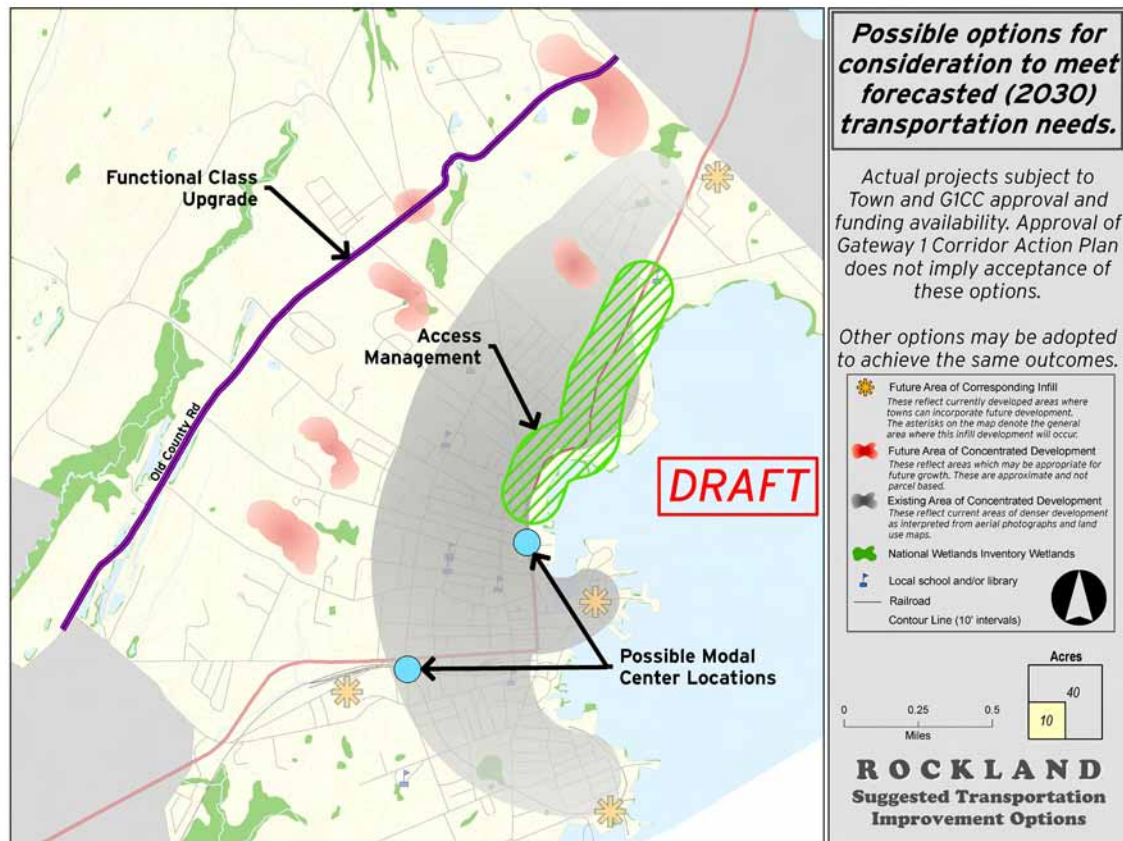 Functional Class
Upgrade
Old County Rd
Access
Management
DRAFT
Possible Modal
Center Locations
Possible options for
consideration to meet
forecasted (2030)
transportation needs.
Actual projects subject to
Town and G1CC approval and
funding availability. Approval of
Gateway 1 Corridor Action Plan
does not imply acceptance of
these options.
Other options may be adopted
to achieve the same outcomes.
Future Area of Corresponding Infill
These reflect currently developed areas where
towns can incorporate future development.
The asterisks on the map denote the general
area where this infill development will occur.
Future Area of Concentrated Development
These reflect areas which may be appropriate for
future growth. These are approximate and not
parcel based.
Existing Area of Concentrated Development
These reflect current areas of denser development
as interpreted from aerial photographs and land
use maps.
National Wetlands Inventory Wetlands
Local school and/or library
Railroad
Contour Line (10' intervals)
Acres
40
10
0 0.25 0.5
Miles
ROCKLAND
Suggested Transportation
Improvement Options